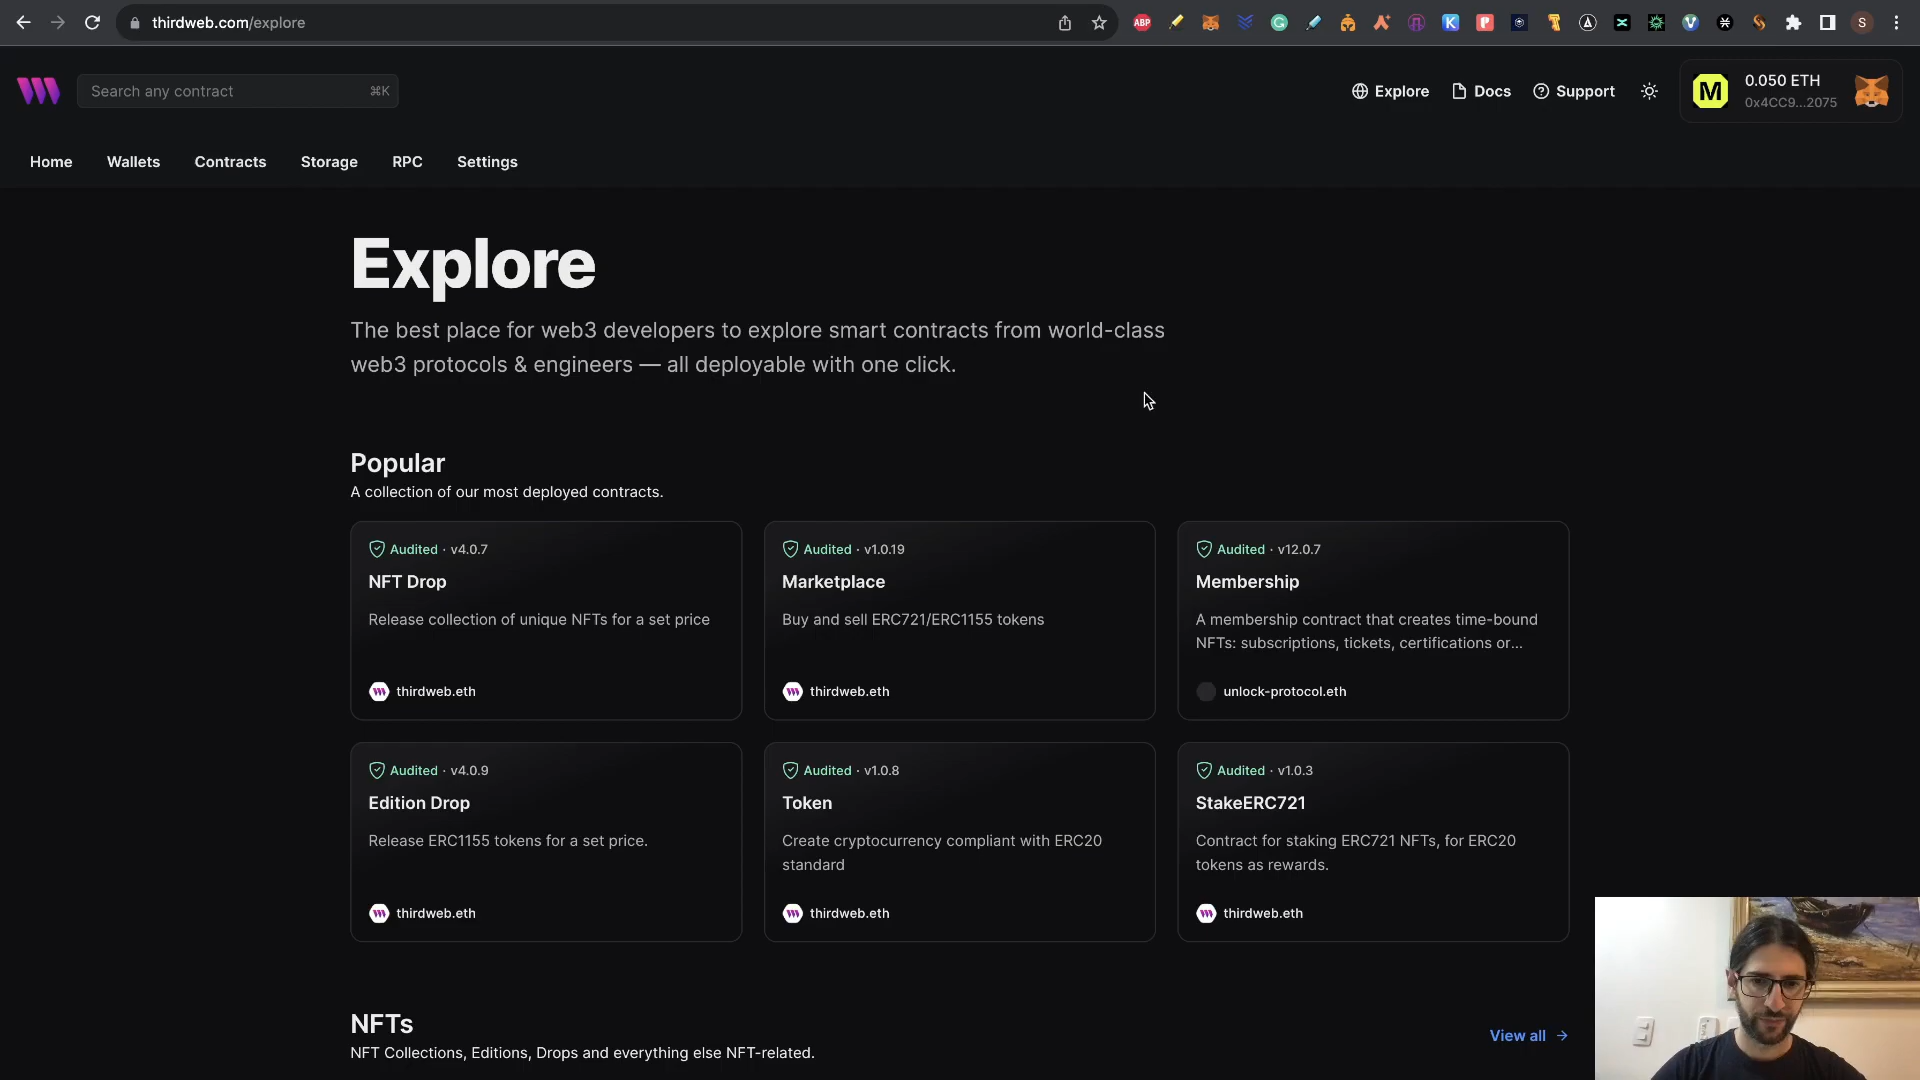 thirdweb.com/explore
ABP
S
Search any contract
⌘K
Explore
Docs
Support
M
0.050 ETH
0x4CC9...2075
Home
Wallets
Contracts
Storage
RPC
Settings
Explore
The best place for web3 developers to explore smart contracts from world-class
web3 protocols & engineers — all deployable with one click.
Popular
A collection of our most deployed contracts.
Audited · v4.0.7
NFT Drop
Release collection of unique NFTs for a set price
thirdweb.eth
Audited · v1.0.19
Marketplace
Buy and sell ERC721/ERC1155 tokens
thirdweb.eth
Audited · v12.0.7
Membership
A membership contract that creates time-bound
NFTs: subscriptions, tickets, certifications or...
unlock-protocol.eth
Audited · v4.0.9
Edition Drop
Release ERC1155 tokens for a set price.
thirdweb.eth
Audited · v1.0.8
Token
Create cryptocurrency compliant with ERC20
standard
thirdweb.eth
Audited · v1.0.3
StakeERC721
Contract for staking ERC721 NFTs, for ERC20
tokens as rewards.
thirdweb.eth
NFTs
NFT Collections, Editions, Drops and everything else NFT-related.
View all →